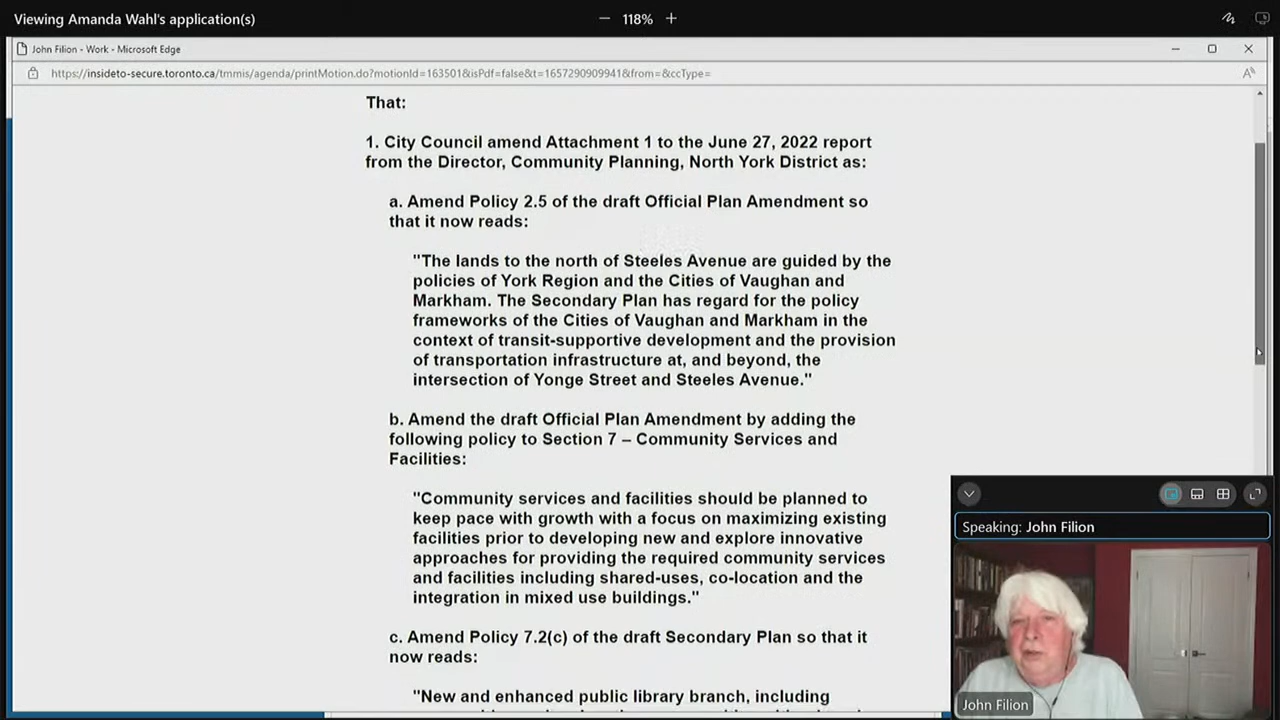 Viewing Amanda Wahl's application(s)
118%
John Filion - Work - Microsoft Edge
https://insideto-secure.toronto.ca/tmmis/agenda/printMotion.do?motionId=163501&isPdf=false&t=1657290909941&from=&ccType=
That:
1. City Council amend Attachment 1 to the June 27, 2022 report
from the Director, Community Planning, North York District as:
a. Amend Policy 2.5 of the draft Official Plan Amendment so
that it now reads:
"The lands to the north of Steeles Avenue are guided by the
policies of York Region and the Cities of Vaughan and
Markham. The Secondary Plan has regard for the policy
frameworks of the Cities of Vaughan and Markham in the
context of transit-supportive development and the provision
of transportation infrastructure at, and beyond, the
intersection of Yonge Street and Steeles Avenue."
b. Amend the draft Official Plan Amendment by adding the
following policy to Section 7 – Community Services and
Facilities:
"Community services and facilities should be planned to
keep pace with growth with a focus on maximizing existing
facilities prior to developing new and explore innovative
approaches for providing the required community services
and facilities including shared-uses, co-location and the
integration in mixed use buildings."
c. Amend Policy 7.2(c) of the draft Secondary Plan so that it
now reads:
"New and enhanced public library branch, including
Speaking: John Filion
John Filion